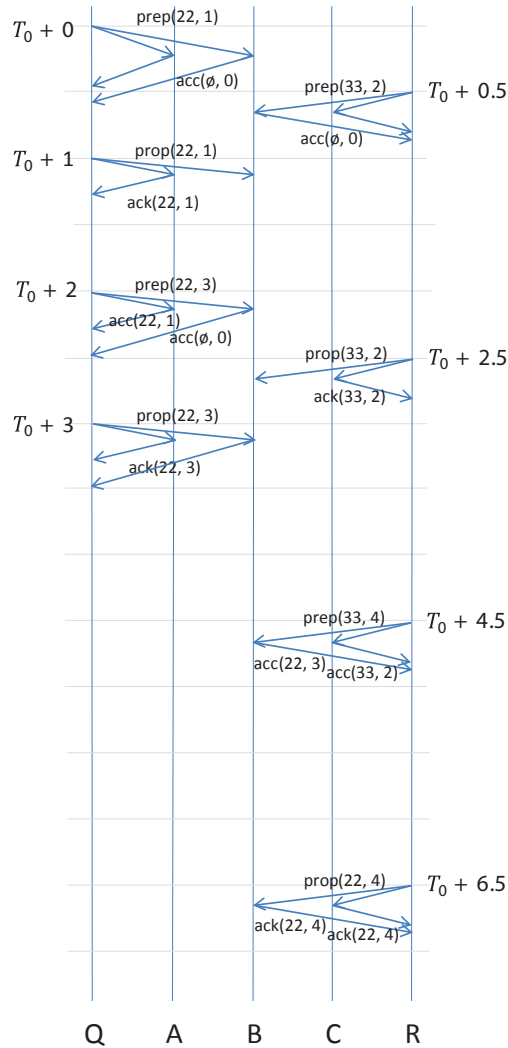 prep(22, 1)
T₀ + 0
acc(ø, 0)
prep(33, 2)
T₀ + 0.5
acc(ø, 0)
T₀ + 1
prop(22, 1)
ack(22, 1)
T₀ + 2
prep(22, 3)
acc(22, 1)
acc(ø, 0)
prop(33, 2)
T₀ + 2.5
ack(33, 2)
T₀ + 3
prop(22, 3)
ack(22, 3)
prep(33, 4)
T₀ + 4.5
acc(22, 3)
acc(33, 2)
prop(22, 4)
T₀ + 6.5
ack(22, 4)
ack(22, 4)
Q A B C R